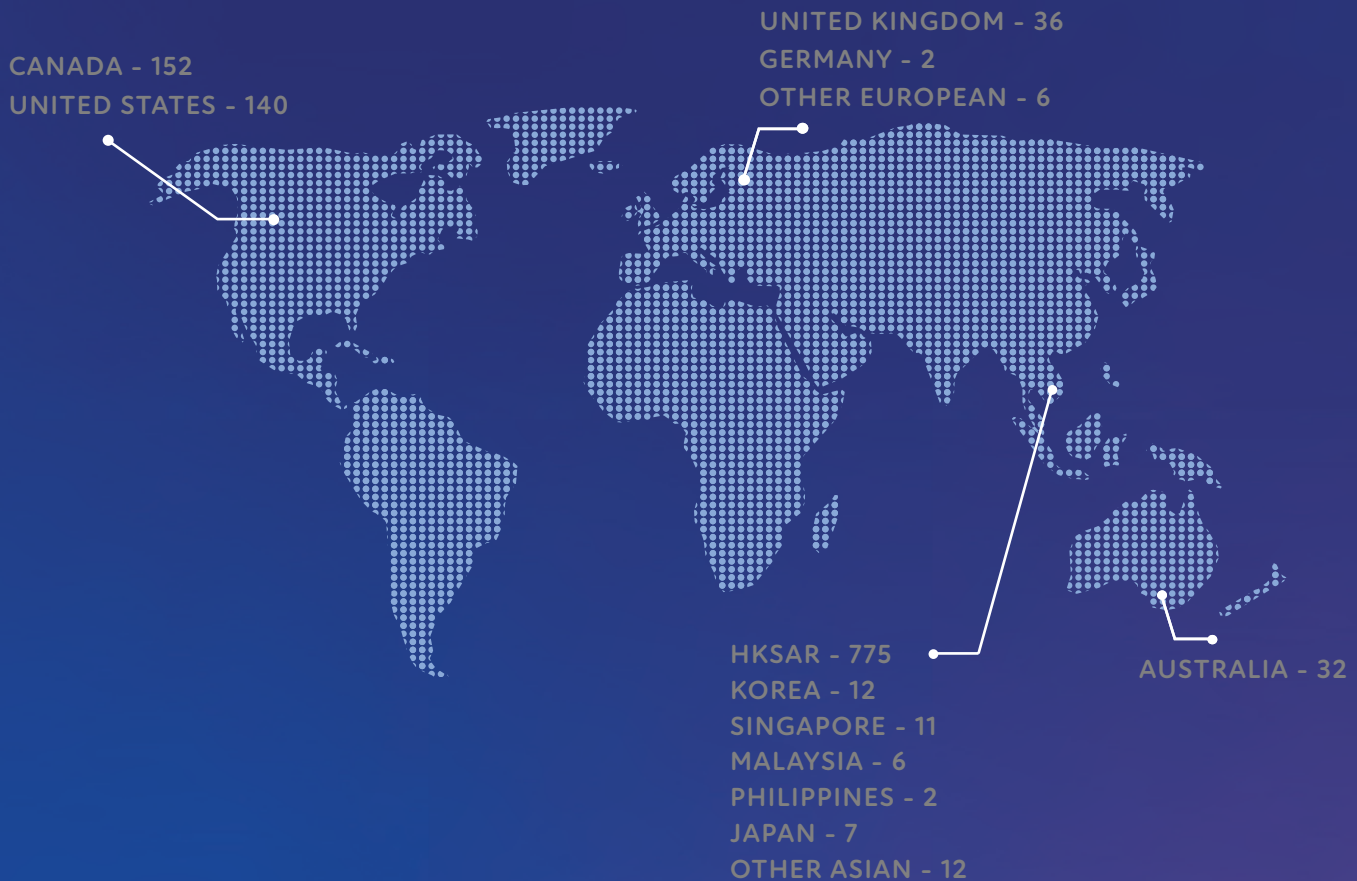 CANADA - 152
UNITED STATES - 140
UNITED KINGDOM - 36
GERMANY - 2
OTHER EUROPEAN - 6
HKSAR - 775
KOREA - 12
SINGAPORE - 11
MALAYSIA - 6
PHILIPPINES - 2
JAPAN - 7
OTHER ASIAN - 12
AUSTRALIA - 32